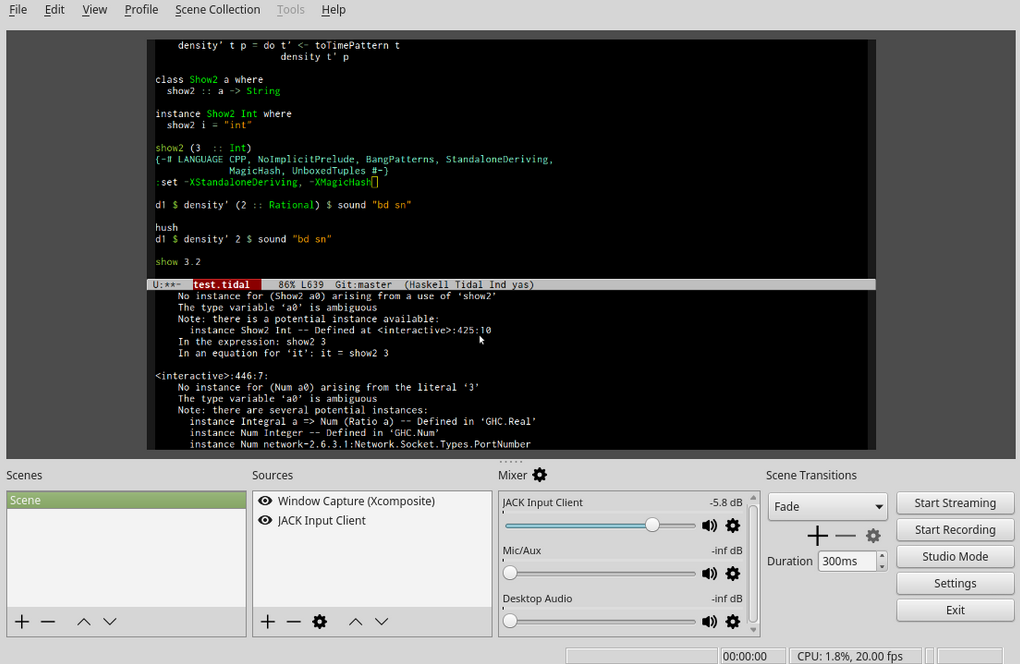 File Edit View Profile Scene Collection Tools Help
density' t p = do t' <- toTimePattern t
density t' p
class Show2 a where
show2 :: a -> String
instance Show2 Int where
show2 i = "int"
show2 (3 :: Int)
{-# LANGUAGE CPP, NoImplicitPrelude, BangPatterns, StandaloneDeriving,
MagicHash, UnboxedTuples #-}
:set -XStandaloneDeriving, -XMagicHash
d1 $ density' (2 :: Rational) $ sound "bd sn"
hush
d1 $ density' 2 $ sound "bd sn"
show 3.2
U:**- test.tidal 86% L639 Git:master (Haskell Tidal Ind yas)
No instance for (Show2 a0) arising from a use of ‘show2’
The type variable ‘a0’ is ambiguous
Note: there is a potential instance available:
instance Show2 Int -- Defined at <interactive>:425:10
In the expression: show2 3
In an equation for ‘it’: it = show2 3
<interactive>:446:7:
No instance for (Num a0) arising from the literal ‘3’
The type variable ‘a0’ is ambiguous
Note: there are several potential instances:
instance Integral a => Num (Ratio a) -- Defined in ‘GHC.Real’
instance Num Integer -- Defined in ‘GHC.Num’
instance Num network-2.6.3.1:Network.Socket.Types.PortNumber
Scenes
Scene
Sources
Window Capture (Xcomposite)
JACK Input Client
Mixer
JACK Input Client -5.8 dB
Mic/Aux -inf dB
Desktop Audio -inf dB
Scene Transitions
Fade
Duration 300ms
Start Streaming
Start Recording
Studio Mode
Settings
Exit
00:00:00 CPU: 1.8%, 20.00 fps